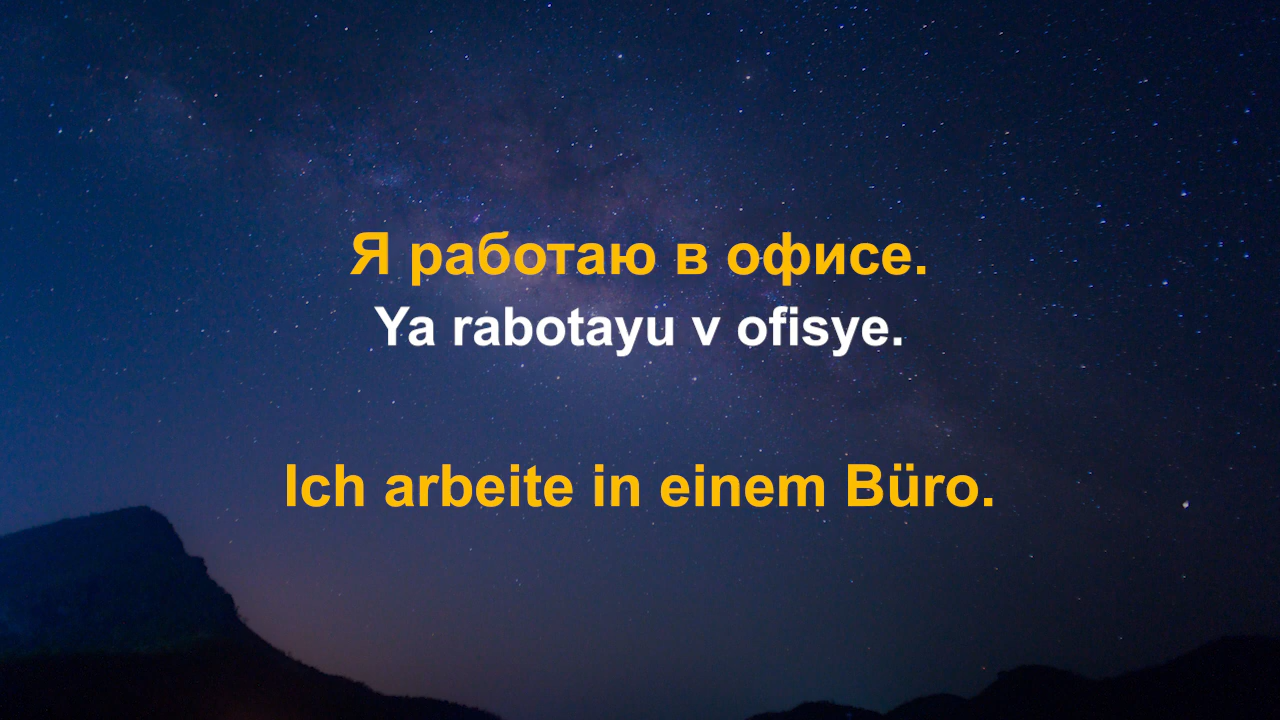 Я работаю в офисе.
Ya rabotayu v ofisye.
Ich arbeite in einem Büro.